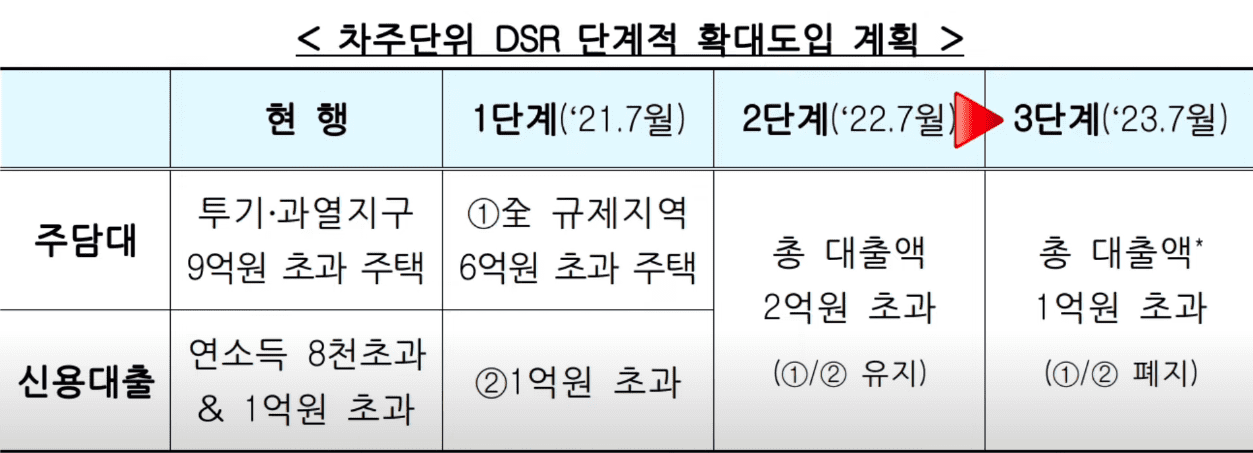 < 차주단위 DSR 단계적 확대도입 계획 >
현 행
1단계(‘21.7월)
2단계(‘22.7월)
3단계(‘23.7월)
주담대
투기·과열지구
9억원 초과 주택
①全 규제지역
6억원 초과 주택
총 대출액
2억원 초과
(①/② 유지)
총 대출액*
1억원 초과
(①/② 폐지)
신용대출
연소득 8천초과
& 1억원 초과
②1억원 초과